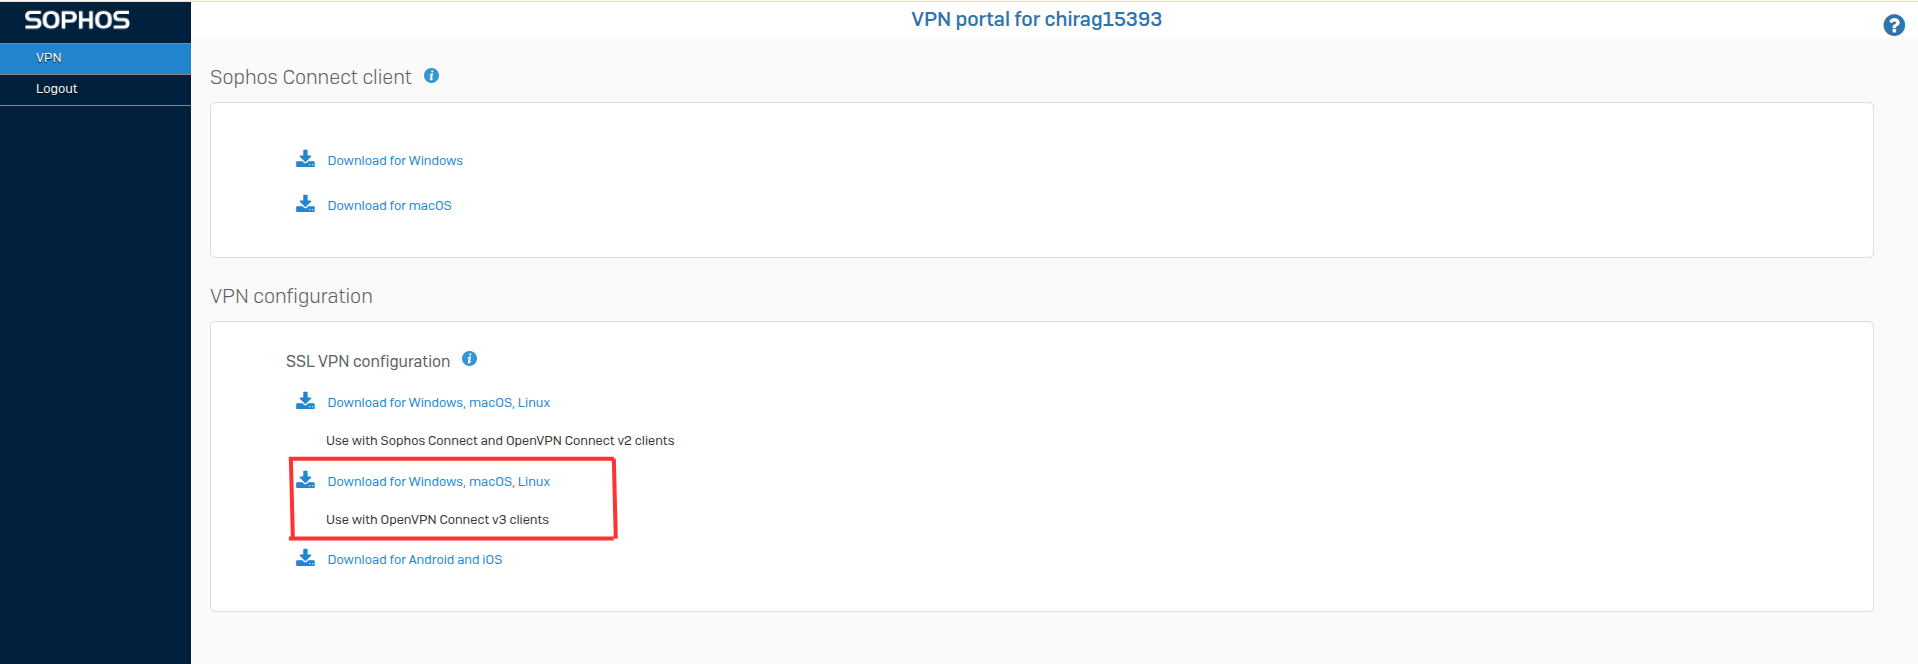 SOPHOS
VPN portal for chirag15393
?
VPN
Logout
Sophos Connect client i
Download for Windows
Download for macOS
VPN configuration
SSL VPN configuration i
Download for Windows, macOS, Linux
Use with Sophos Connect and OpenVPN Connect v2 clients
Download for Windows, macOS, Linux
Use with OpenVPN Connect v3 clients
Download for Android and iOS